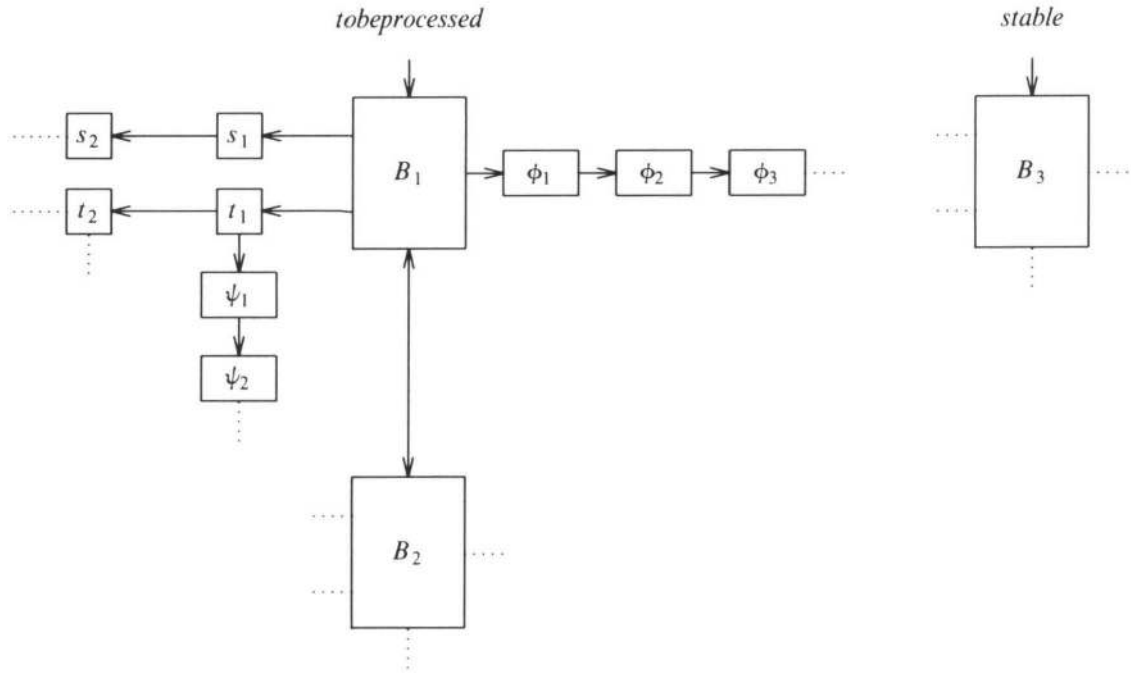 tobeprocessed
stable
s₂
s₁
B₁
ϕ₁
ϕ₂
ϕ₃
B₃
t₂
t₁
ψ₁
ψ₂
B₂